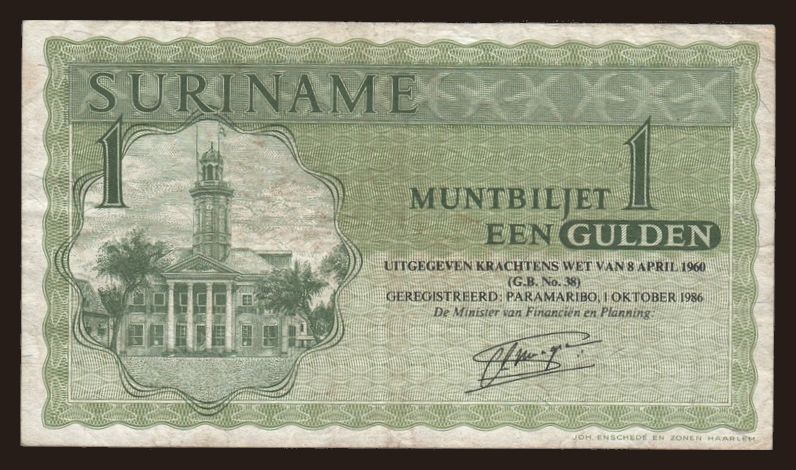 SURINAME
1
1
MUNTBILJET
EEN GULDEN
UITGEGEVEN KRACHTENS WET VAN 8 APRIL 1960
(G.B. No. 38)
GEREGISTREERD: PARAMARIBO, 1 OKTOBER 1986
De Minister van Financiën en Planning:
JOH. ENSCHEDE EN ZONEN HAARLEM